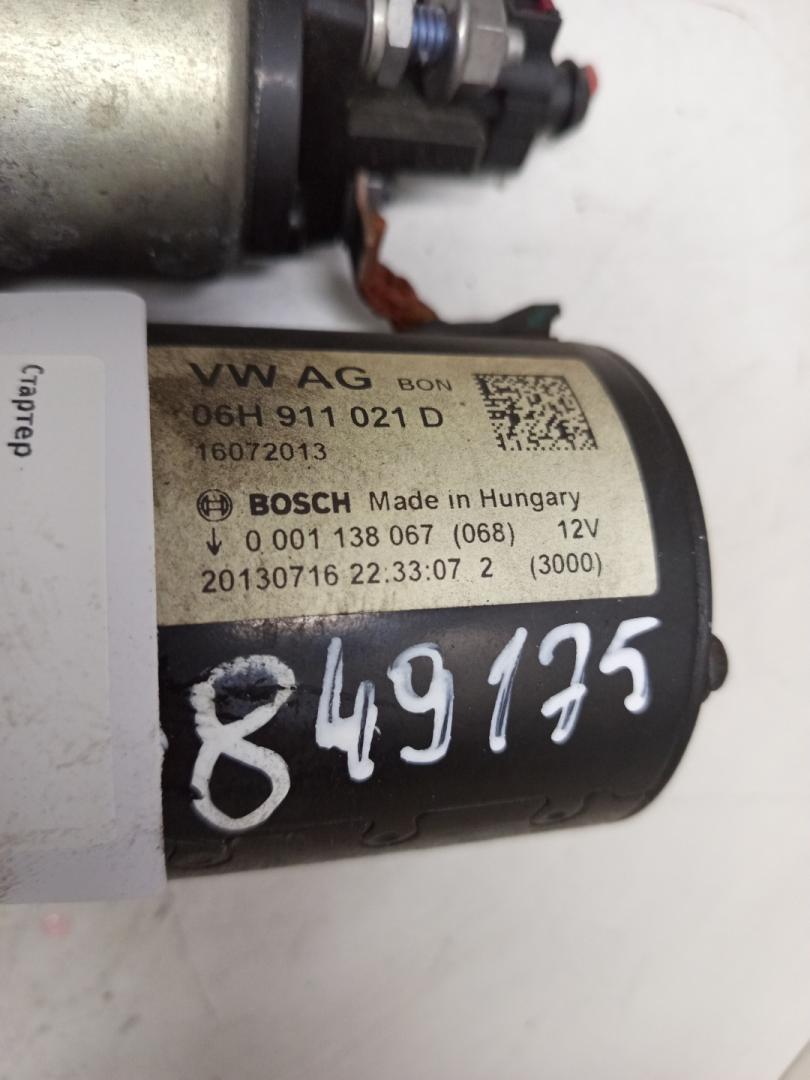 Стартер
VW AG BON
06H 911 021 D
16072013
BOSCH Made in Hungary
↓ 0 001 138 067 (068) 12V
20130716 22:33:07 2 (3000)
849175